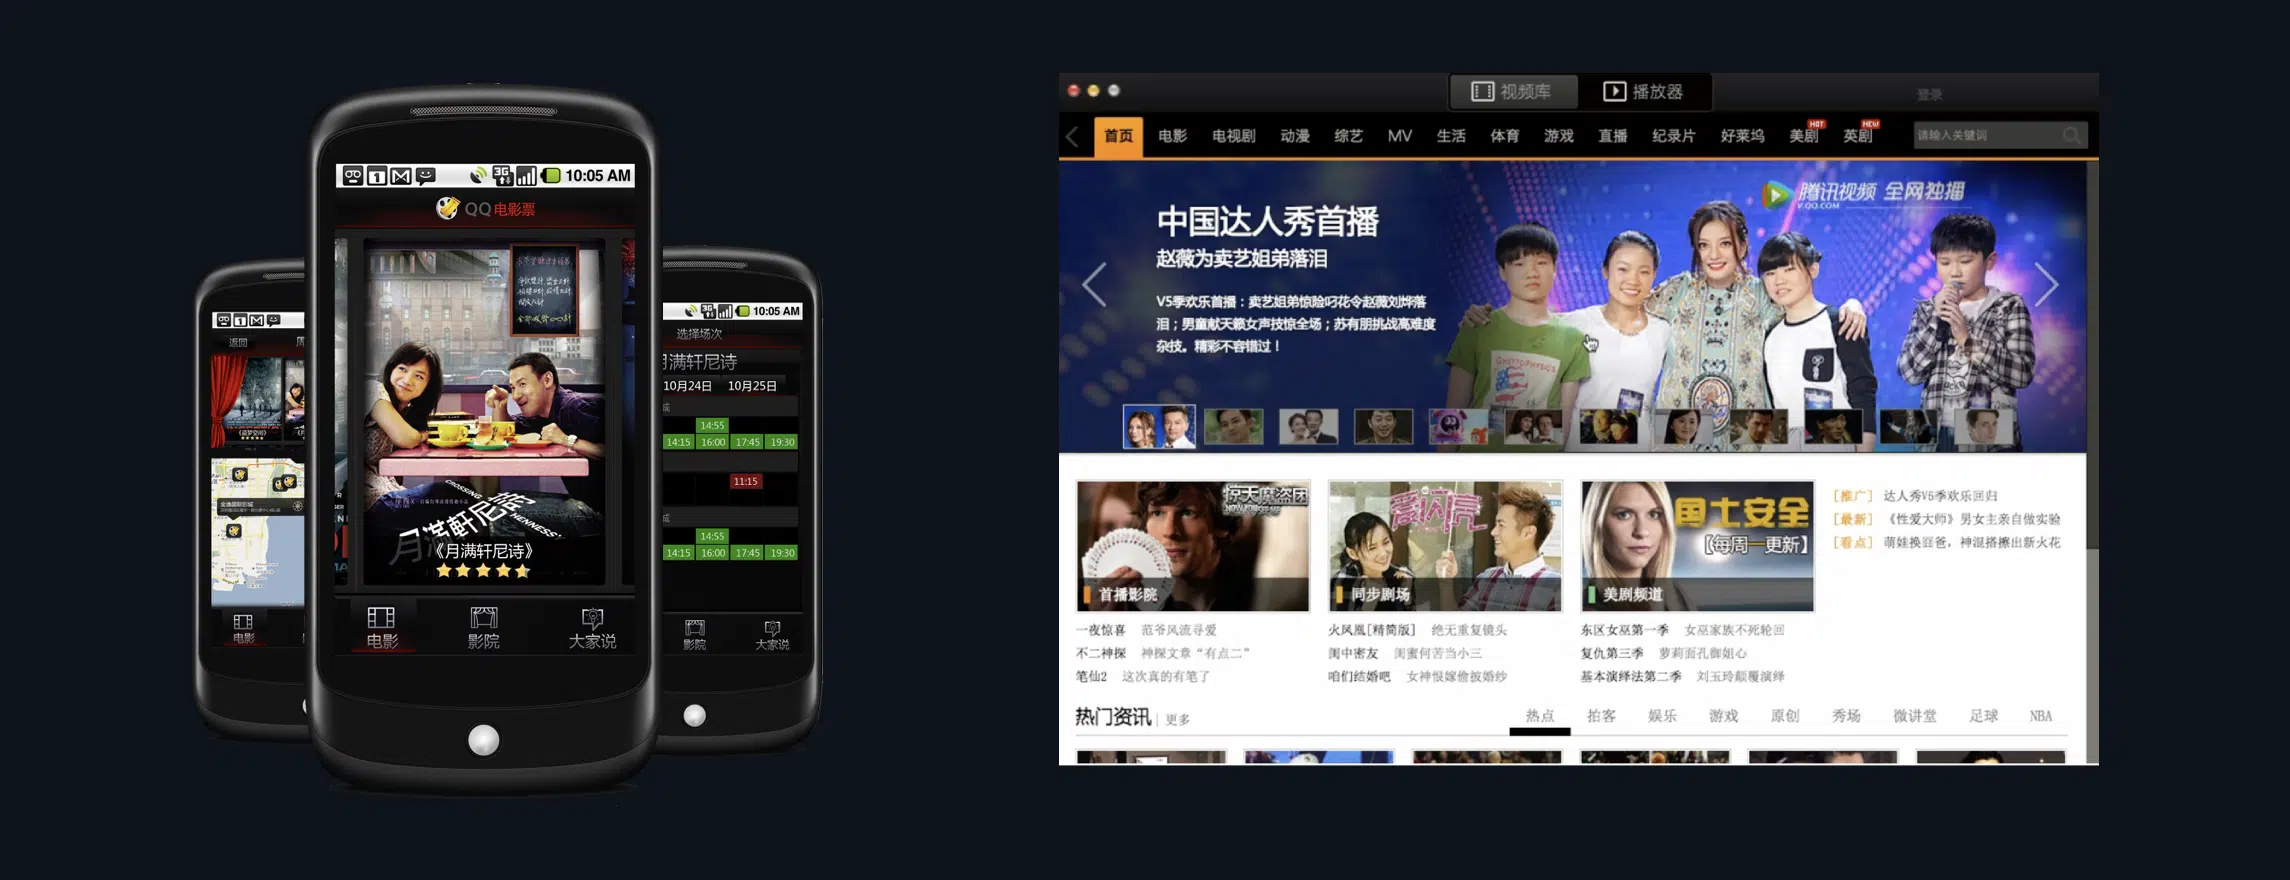 10:05 AM
QQ电影票
CROSSING HENNESSY
月满軒尼诗
《月满轩尼诗》
电影
影院
大家说
返回
电影
10:05 AM
选择场次
月满轩尼诗
10月24日 10月25日
14:55
14:15 16:00 17:45 19:30
11:15
14:55
14:15 16:00 17:45 19:30
影院
大家说
视频库
播放器
登录
首页 电影 电视剧 动漫 综艺 MV 生活 体育 游戏 直播 纪录片 好莱坞 美剧 HOT 英剧 NEW
请输入关键词
腾讯视频 全网独播
V.QQ.COM
中国达人秀首播
赵薇为卖艺姐弟落泪
V5季欢乐首播：卖艺姐弟惊险叼花令赵薇刘烨落
泪；男童献天籁女声技惊全场；苏有朋挑战高难度
杂技。精彩不容错过！
惊天魔盗团
NOW YOU SEE ME
首播影院
爱闪亮
同步剧场
国土安全
【每周一更新】
美剧频道
[推广] 达人秀V5季欢乐回归
[最新] 《性爱大师》男女主亲自做实验
[看点] 萌娃换囧爸，神混搭擦出新火花
一夜惊喜 范爷风流寻爱
不二神探 神探文章“有点二”
笔仙2 这次真的有笔了
火凤凰[精简版] 绝无重复镜头
闺中密友 闺蜜何苦当小三
咱们结婚吧 女神恨嫁偷披婚纱
东区女巫第一季 女巫家族不死轮回
复仇第三季 萝莉面孔御姐心
基本演绎法第二季 刘玉玲颠覆演绎
热门资讯 | 更多
热点 拍客 娱乐 游戏 原创 秀场 微讲堂 足球 NBA